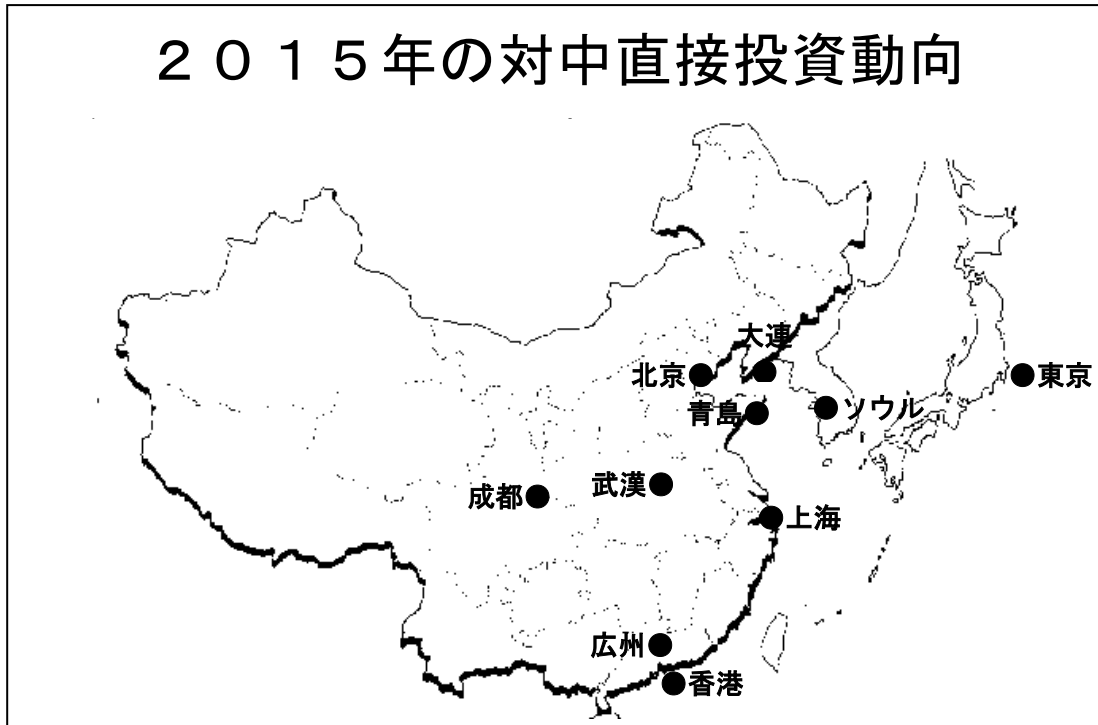 ２０１５年の対中直接投資動向
大連
北京
東京
青島
ソウル
武漢
成都
上海
広州
香港